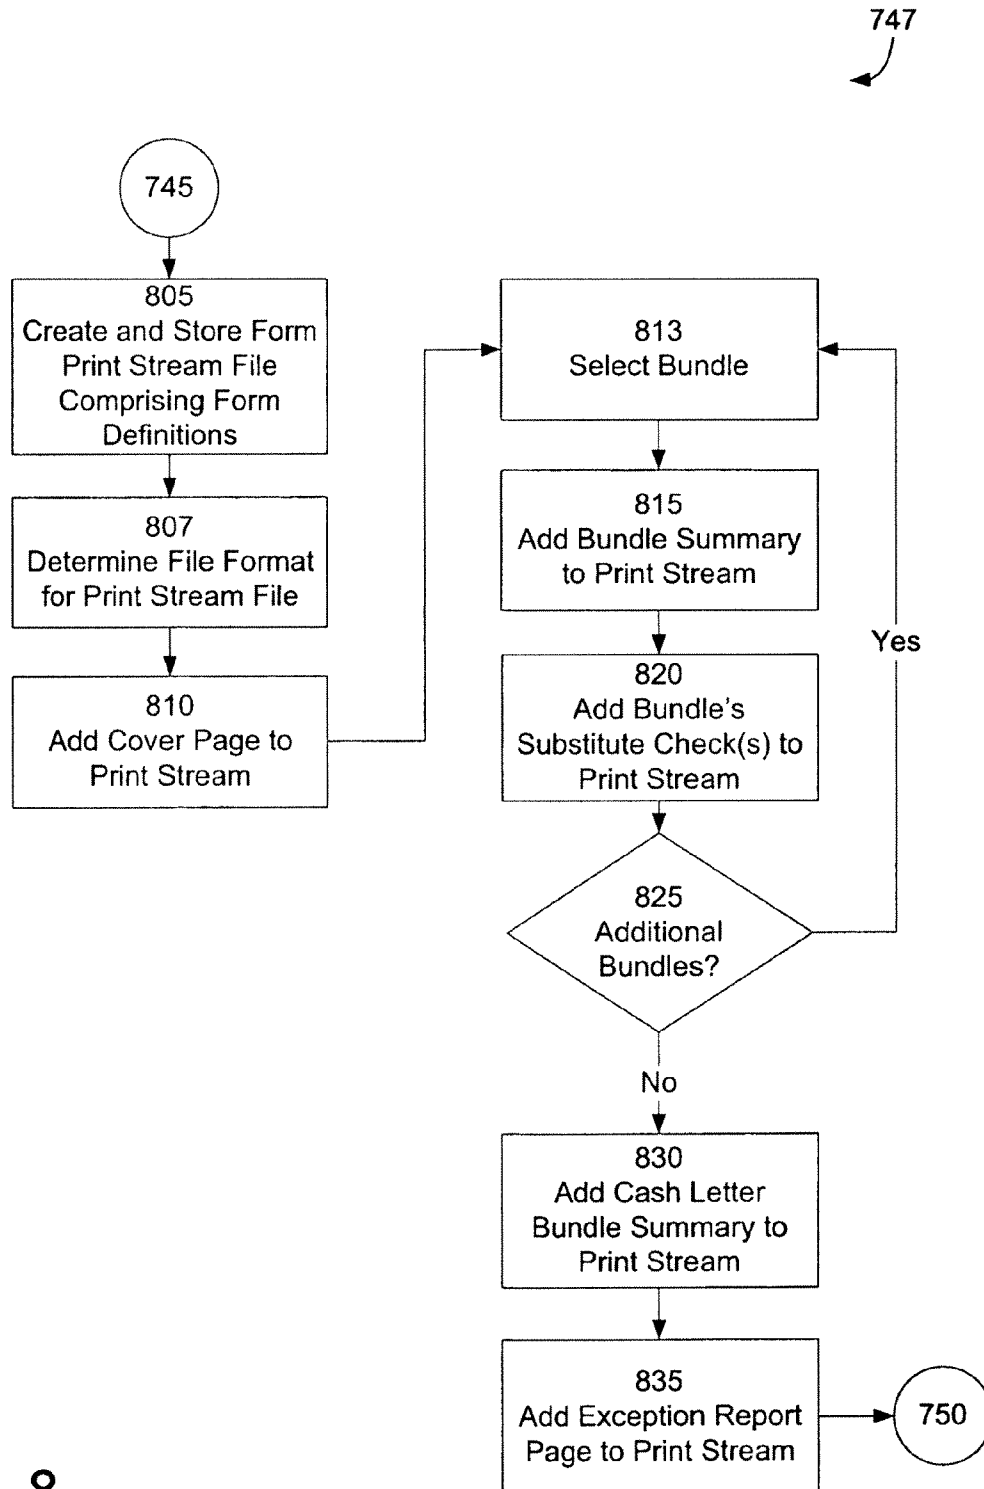 747
745
805
Create and Store Form
Print Stream File
Comprising Form
Definitions
807
Determine File Format
for Print Stream File
810
Add Cover Page to
Print Stream
813
Select Bundle
815
Add Bundle Summary
to Print Stream
820
Add Bundle's
Substitute Check(s) to
Print Stream
825
Additional
Bundles?
Yes
No
830
Add Cash Letter
Bundle Summary to
Print Stream
835
Add Exception Report
Page to Print Stream
750